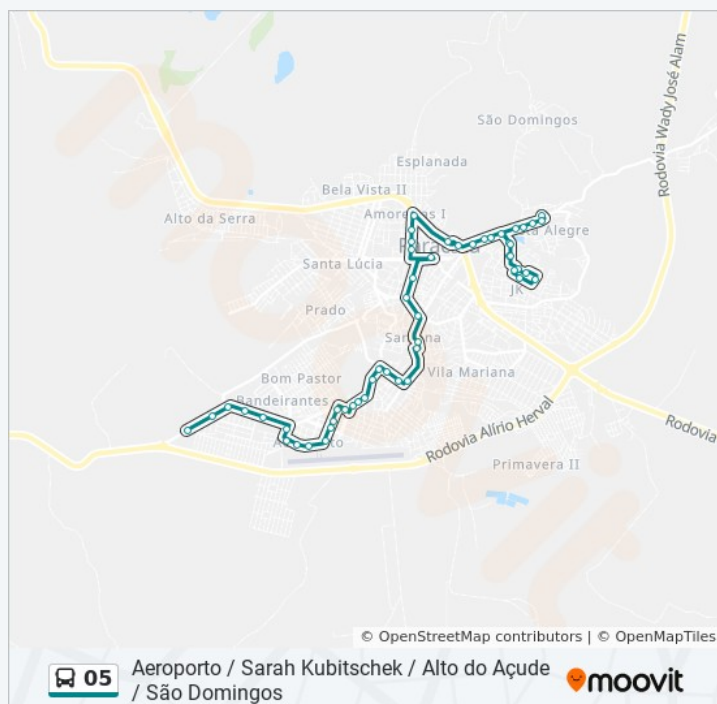 Rodovia Wady José Alam
São Domingos
Esplanada
Bela Vista II
Alto da Serra
Amoreiras I
Santa Lúcia
JK
Prado
Bom Pastor
Vila Mariana
Bandeirantes
Rodovia Alírio Herval
Rodovia
Primavera II
© OpenStreetMap contributors | © OpenMapTiles
05 Aeroporto / Sarah Kubitschek / Alto do Açude
/ São Domingos
moovit